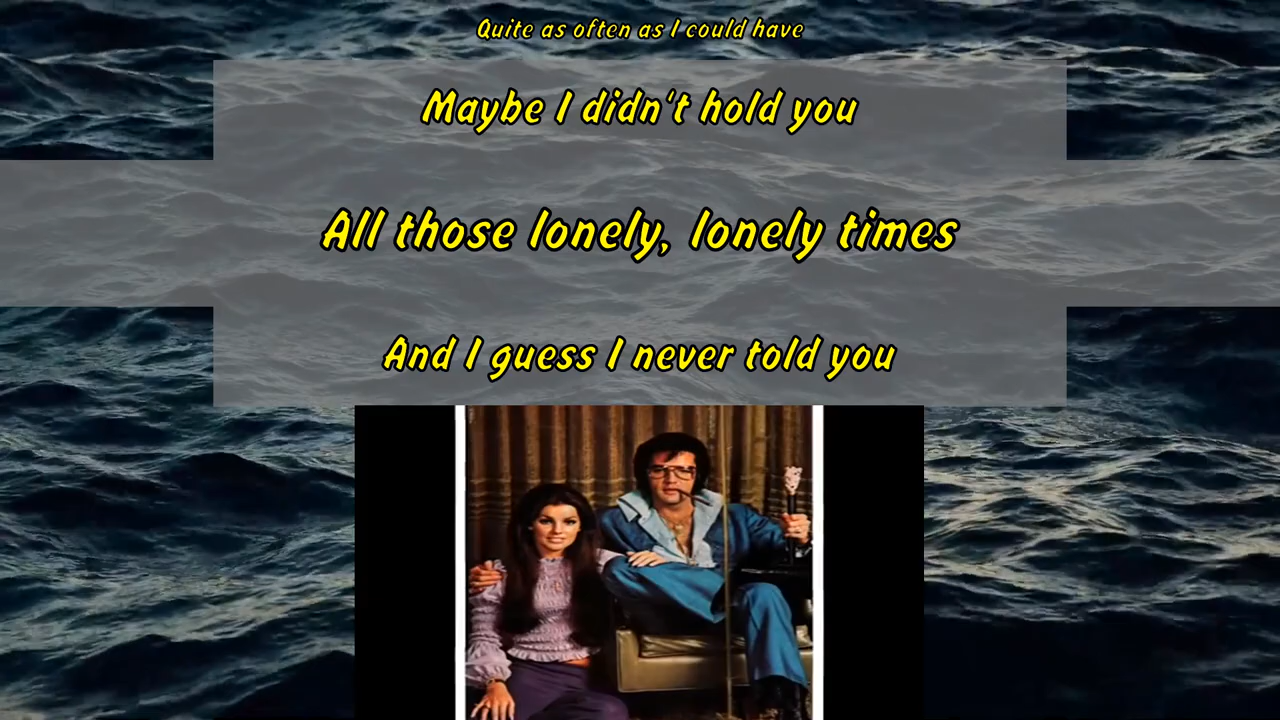 Quite as often as I could have
Maybe I didn't hold you
All those lonely, lonely times
And I guess I never told you